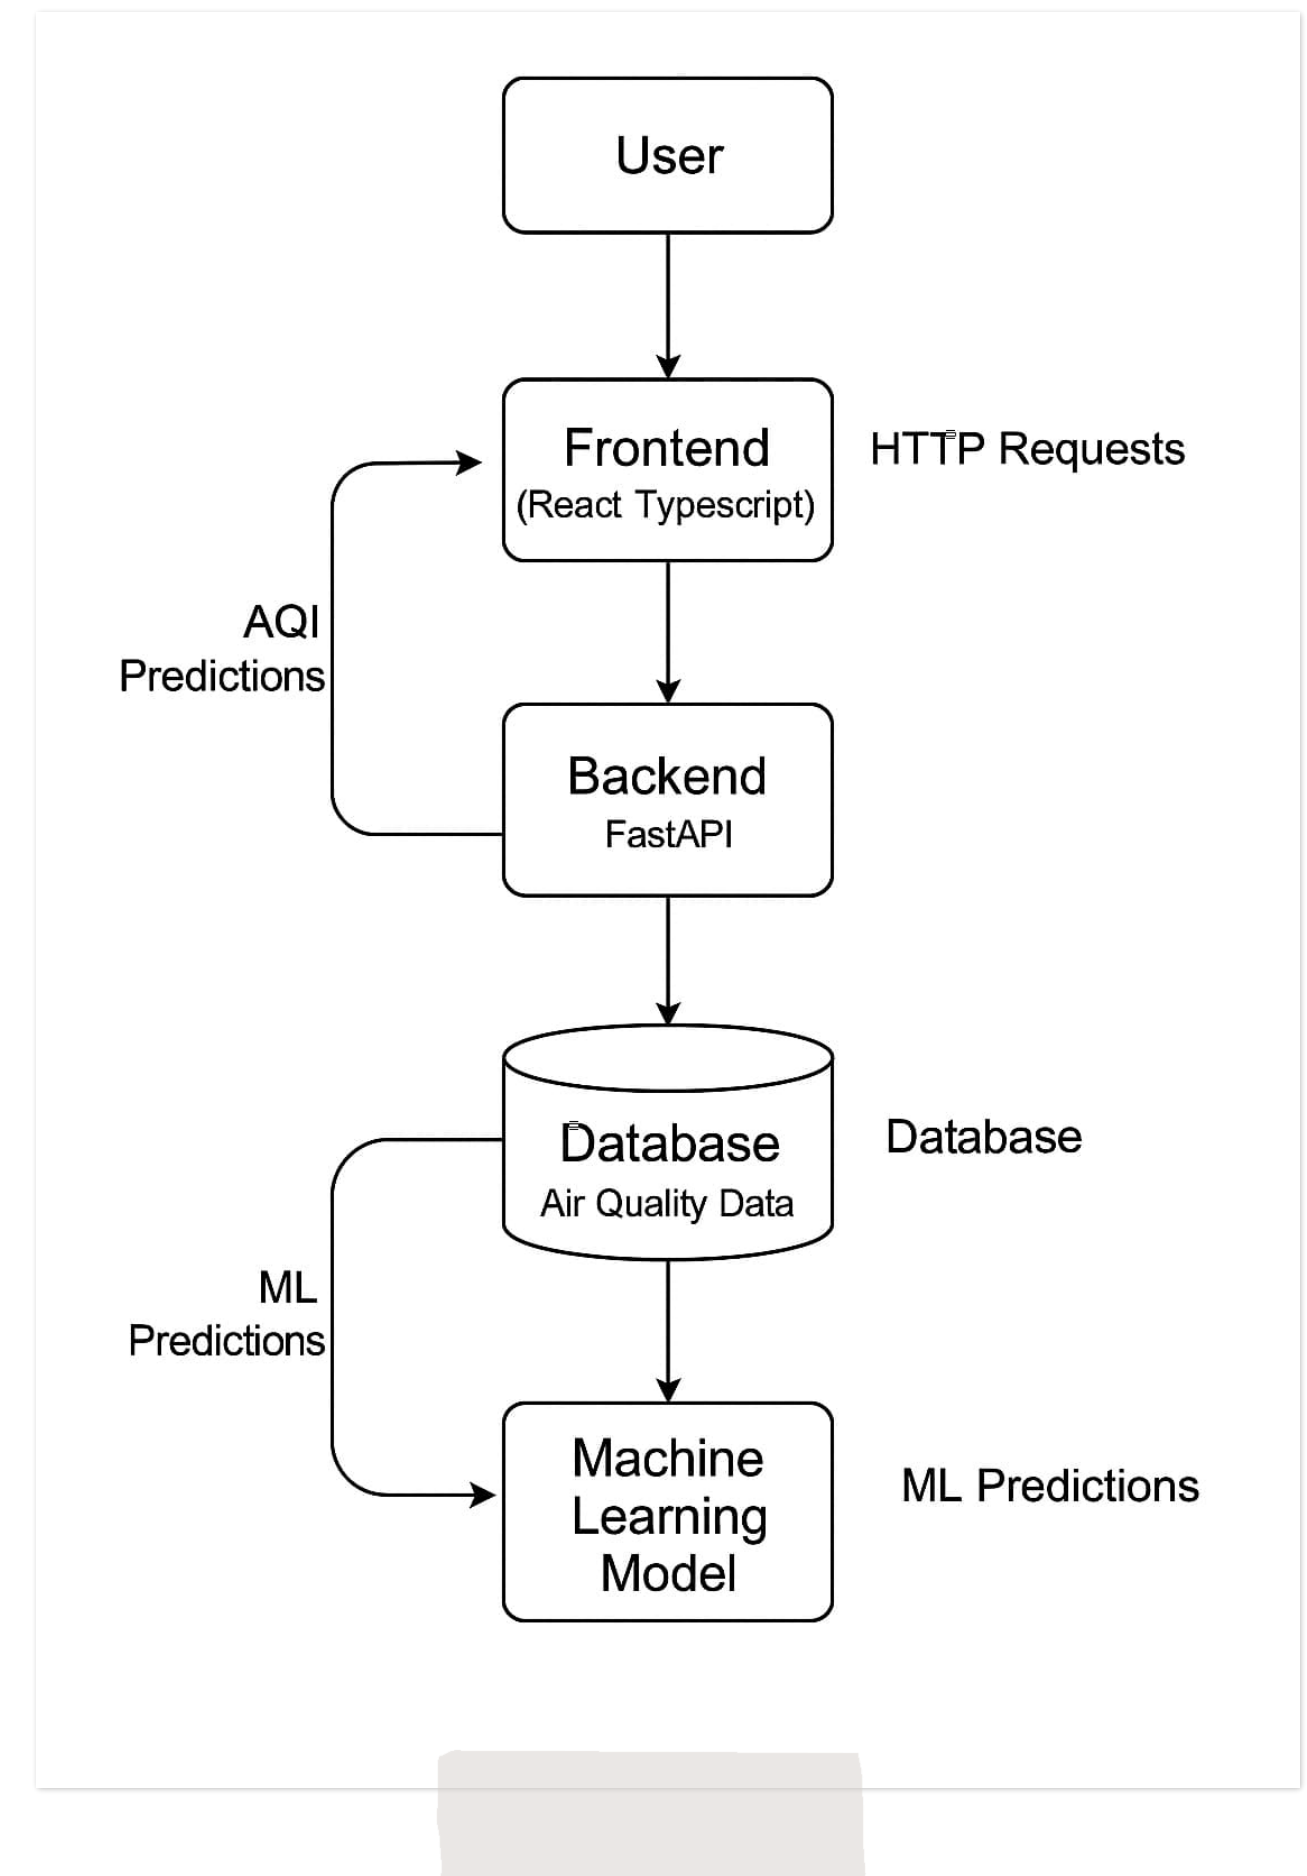 User
Frontend
(React Typescript)
HTTP Requests
AQI
Predictions
Backend
FastAPI
Database
Air Quality Data
Database
ML
Predictions
Machine
Learning
Model
ML Predictions